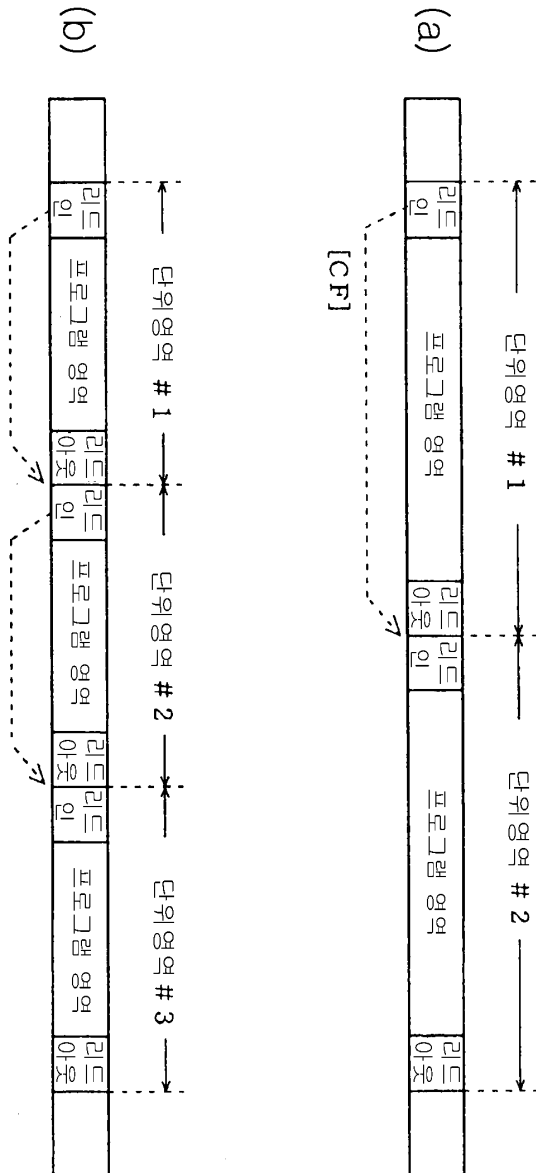 (a)
단위영역 #1
단위영역 #2
리드
인
프로그램 영역
리드
아웃
리드
인
프로그램 영역
리드
아웃
[CF]
(b)
단위영역 #1
단위영역 #2
단위영역 #3
리드
인
프로그램 영역
리드
아웃
리드
인
프로그램 영역
리드
아웃
리드
인
프로그램 영역
리드
아웃